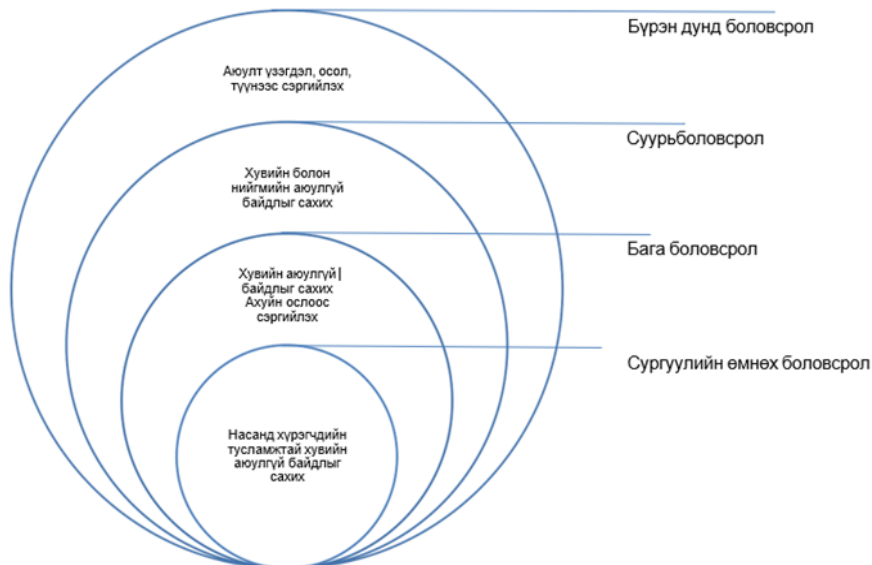 Бүрэн дунд боловсрол
Аюулт үзэгдэл, осол,
түүнээс сэргийлэх
Суурьболовсрол
Хувийн болон
нийгмийн аюулгүй
байдлыг сахих
Бага боловсрол
Хувийн аюулгүй
байдлыг сахих
Ахуйн ослоос
сэргийлэх
Сургуулийн өмнөх боловсрол
Насанд хүрэгчдийн
тусламжтай хувийн
аюулгүй байдлыг
сахих